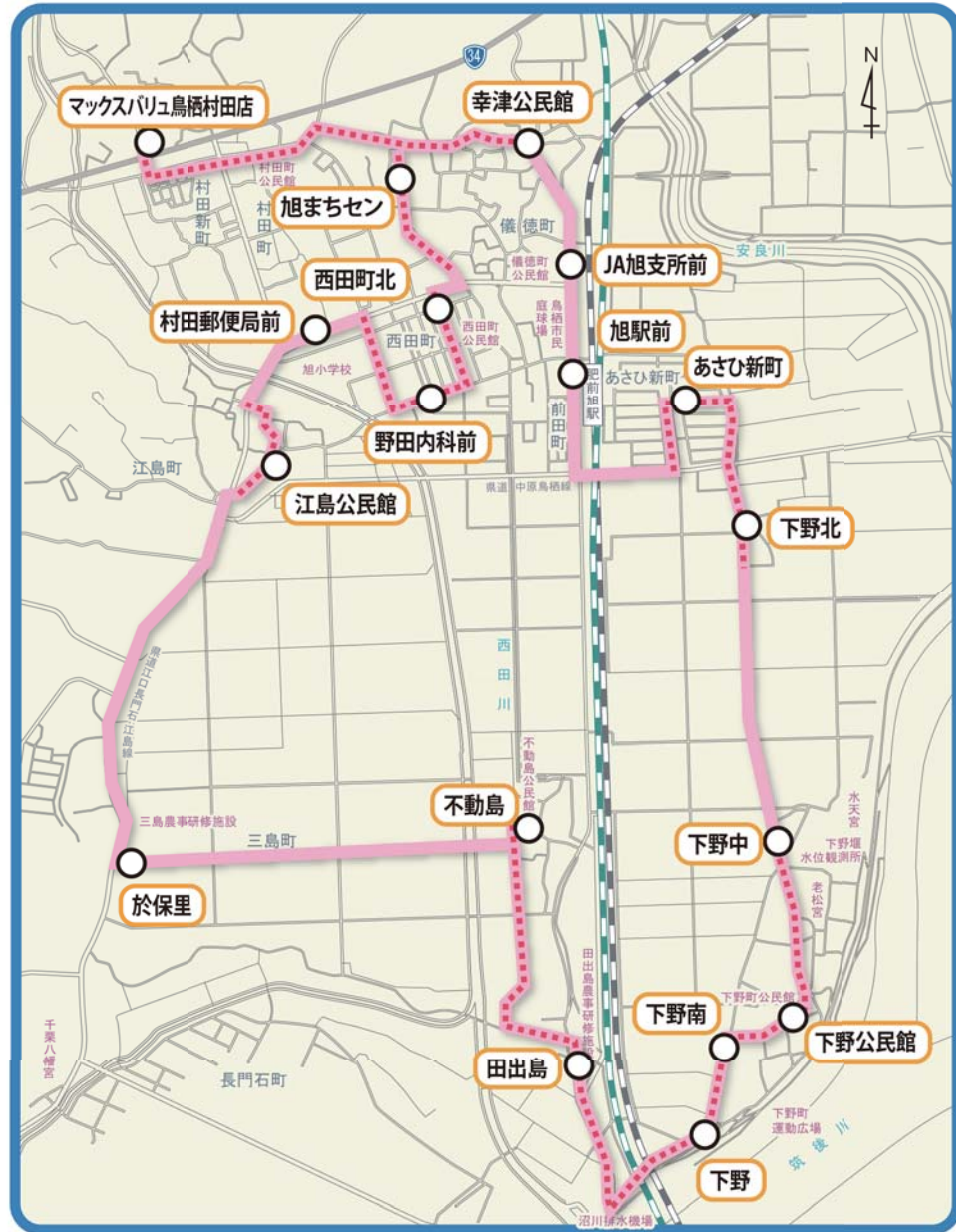 34
N
マックスバリュ鳥栖村田店
幸津公民館
村田町
公民館
村田新町
村田町
旭まちセン
儀徳町
安良川
儀徳町
公民館
JA旭支所前
西田町北
鳥栖市民
庭球場
村田郵便局前
西田町
西田町
公民館
旭駅前
旭小学校
肥前旭駅
あさひ新町
あさひ新町
前田町
野田内科前
江島町
県道 中原鳥栖線
江島公民館
下野北
西田川
県道江口長門石江島線
不動島公民館
不動島
水天宮
三島農事研修施設
三島町
下野中
下野堰
水位観測所
於保里
老松宮
田出島農事研修施設
下野町公民館
下野南
下野公民館
千栗八幡宮
田出島
長門石町
下野町
運動広場
筑後川
下野
沼川排水機場